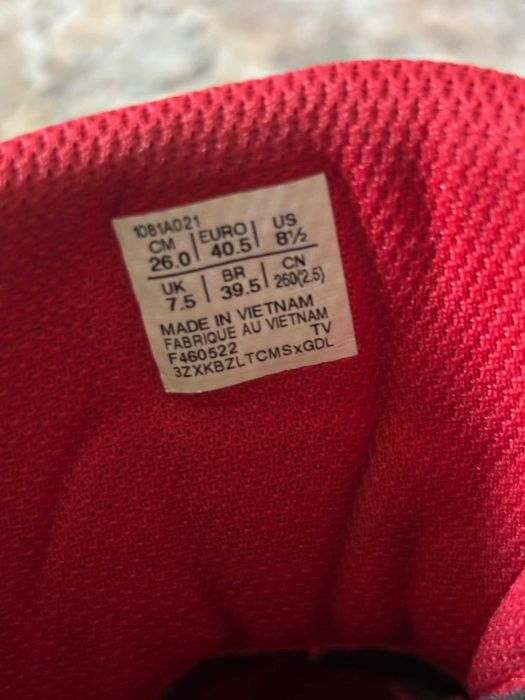 1081A021
CM | EURO | US
26.0 | 40.5 | 8½
UK | BR | CN
7.5 | 39.5 | 260(2.5)
MADE IN VIETNAM
FABRIQUE AU VIETNAM
F460522 TV
3ZXKBZLTCMSxGDL